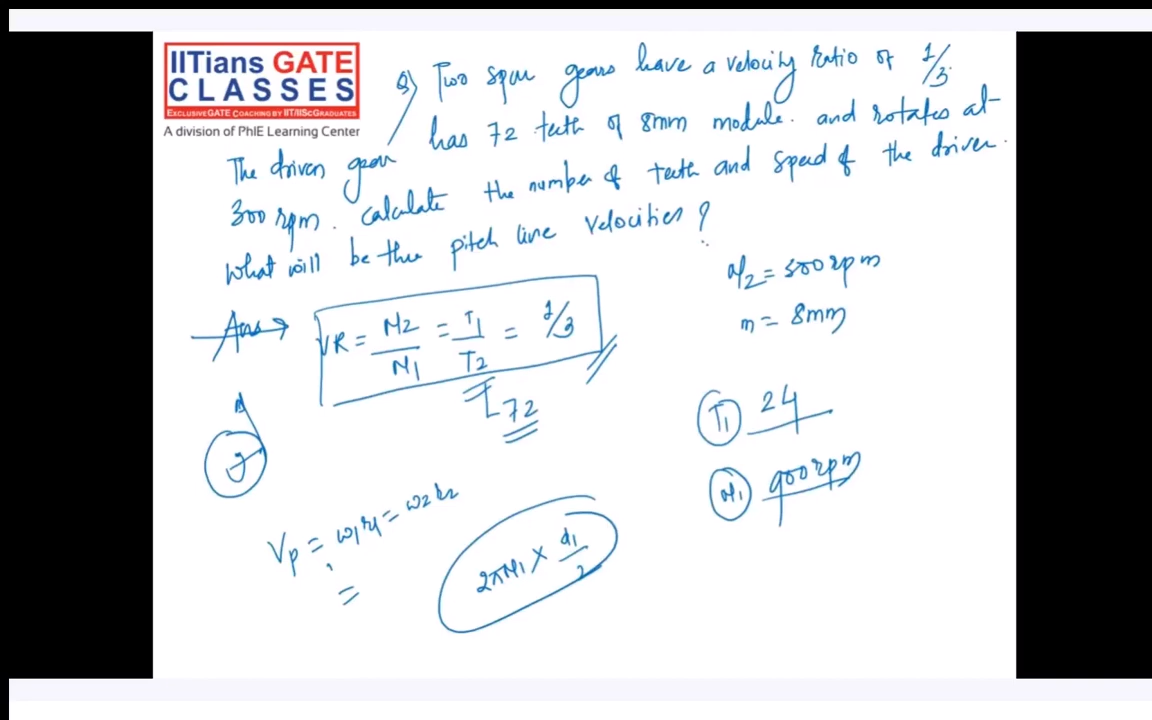 IITians GATE
CLASSES
EXCLUSIVE GATE COACHING BY IIT/IISC GRADUATES
A division of PhIE Learning Center
Q) Two spur gears have a velocity ratio of 1/3.
The driven gear has 72 teeth of 8mm module. and rotates at
300 rpm. calculate the number of teeth and speed of the driver.
What will be the pitch line velocities ?
N2 = 300 rpm
m = 8mm
Ans → VR = N2/N1 = T1/T2 = 1/3
72
T1 24
N1 900 rpm
Vp = ω1r1 = ω2r2
=
2πN1 × d1/2